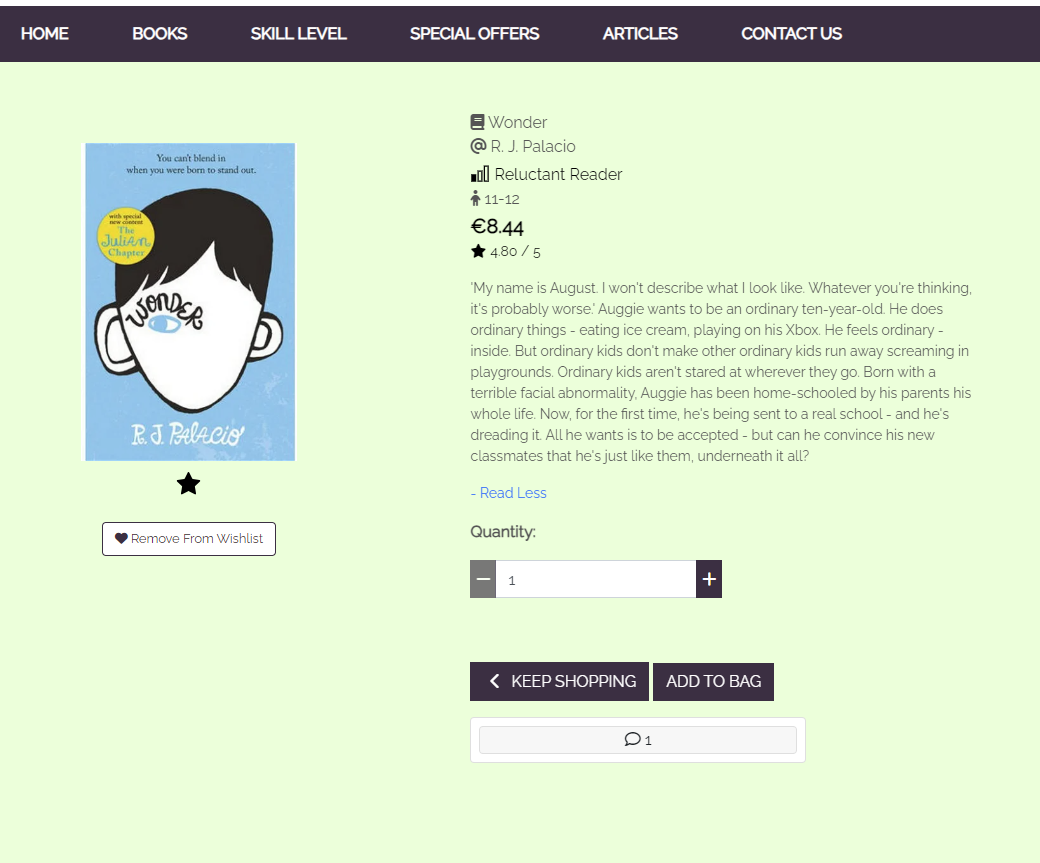 HOME BOOKS SKILL LEVEL SPECIAL OFFERS ARTICLES CONTACT US
You can't blend in
when you were born to stand out.
with special
new content
The
Julian
Chapter
WONDER
R. J. PALACIO
Remove From Wishlist
Wonder
R. J. Palacio
Reluctant Reader
11-12
€8.44
4.80 / 5
'My name is August. I won't describe what I look like. Whatever you're thinking,
it's probably worse.' Auggie wants to be an ordinary ten-year-old. He does
ordinary things - eating ice cream, playing on his Xbox. He feels ordinary -
inside. But ordinary kids don't make other ordinary kids run away screaming in
playgrounds. Ordinary kids aren't stared at wherever they go. Born with a
terrible facial abnormality, Auggie has been home-schooled by his parents his
whole life. Now, for the first time, he's being sent to a real school - and he's
dreading it. All he wants is to be accepted - but can he convince his new
classmates that he's just like them, underneath it all?
- Read Less
Quantity:
1
KEEP SHOPPING ADD TO BAG
1